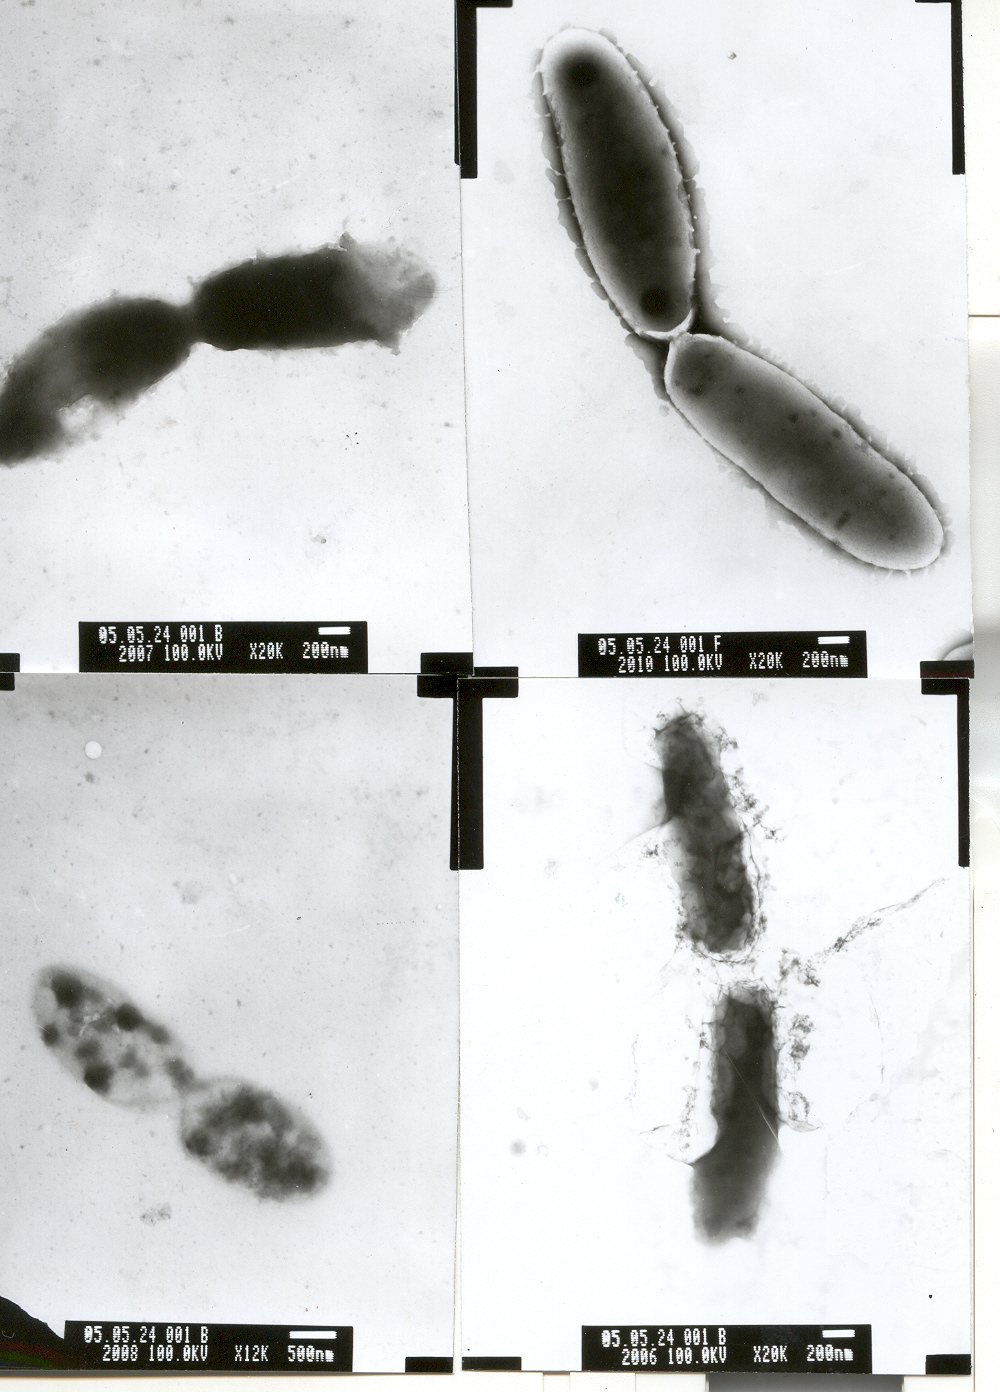 05.05.24 001 B
2007 100.0KV X20K 200nm
05.05.24 001 F
2010 100.0KV X20K 200nm
05.05.24 001 B
2008 100.0KV X12K 500nm
05.05.24 001 B
2006 100.0KV X20K 200nm